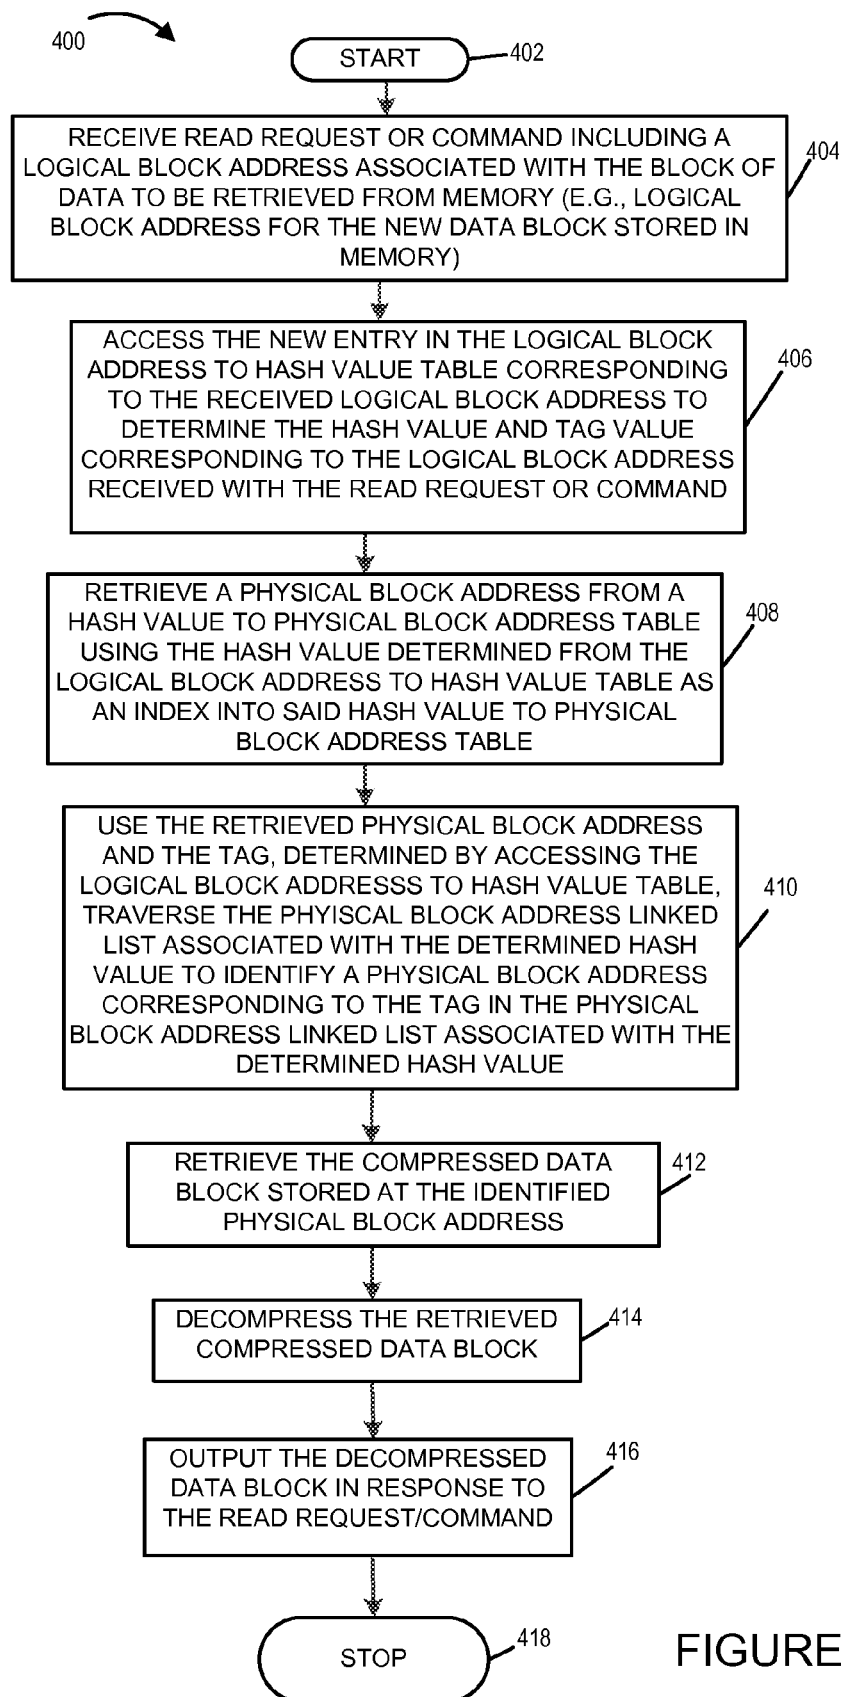 400
START
402
RECEIVE READ REQUEST OR COMMAND INCLUDING A
LOGICAL BLOCK ADDRESS ASSOCIATED WITH THE BLOCK OF
DATA TO BE RETRIEVED FROM MEMORY (E.G., LOGICAL
BLOCK ADDRESS FOR THE NEW DATA BLOCK STORED IN
MEMORY)
404
ACCESS THE NEW ENTRY IN THE LOGICAL BLOCK
ADDRESS TO HASH VALUE TABLE CORRESPONDING
TO THE RECEIVED LOGICAL BLOCK ADDRESS TO
DETERMINE THE HASH VALUE AND TAG VALUE
CORRESPONDING TO THE LOGICAL BLOCK ADDRESS
RECEIVED WITH THE READ REQUEST OR COMMAND
406
RETRIEVE A PHYSICAL BLOCK ADDRESS FROM A
HASH VALUE TO PHYSICAL BLOCK ADDRESS TABLE
USING THE HASH VALUE DETERMINED FROM THE
LOGICAL BLOCK ADDRESS TO HASH VALUE TABLE AS
AN INDEX INTO SAID HASH VALUE TO PHYSICAL
BLOCK ADDRESS TABLE
408
USE THE RETRIEVED PHYSICAL BLOCK ADDRESS
AND THE TAG, DETERMINED BY ACCESSING THE
LOGICAL BLOCK ADDRESSS TO HASH VALUE TABLE,
TRAVERSE THE PHYISCAL BLOCK ADDRESS LINKED
LIST ASSOCIATED WITH THE DETERMINED HASH
VALUE TO IDENTIFY A PHYSICAL BLOCK ADDRESS
CORRESPONDING TO THE TAG IN THE PHYSICAL
BLOCK ADDRESS LINKED LIST ASSOCIATED WITH THE
DETERMINED HASH VALUE
410
RETRIEVE THE COMPRESSED DATA
BLOCK STORED AT THE IDENTIFIED
PHYSICAL BLOCK ADDRESS
412
DECOMPRESS THE RETRIEVED
COMPRESSED DATA BLOCK
414
OUTPUT THE DECOMPRESSED
DATA BLOCK IN RESPONSE TO
THE READ REQUEST/COMMAND
416
STOP
418
FIGURE